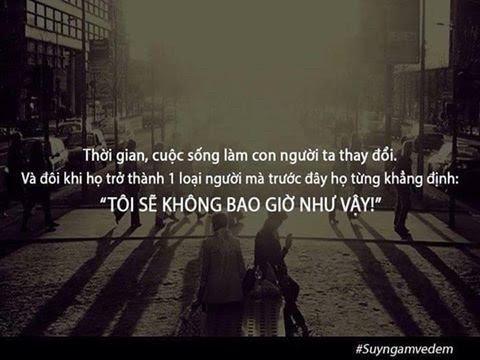 Thời gian, cuộc sống làm con người ta thay đổi.
Và đôi khi họ trở thành 1 loại người mà trước đây họ từng khẳng định:
“TÔI SẼ KHÔNG BAO GIỜ NHƯ VẬY!”
#Suyngamvedem